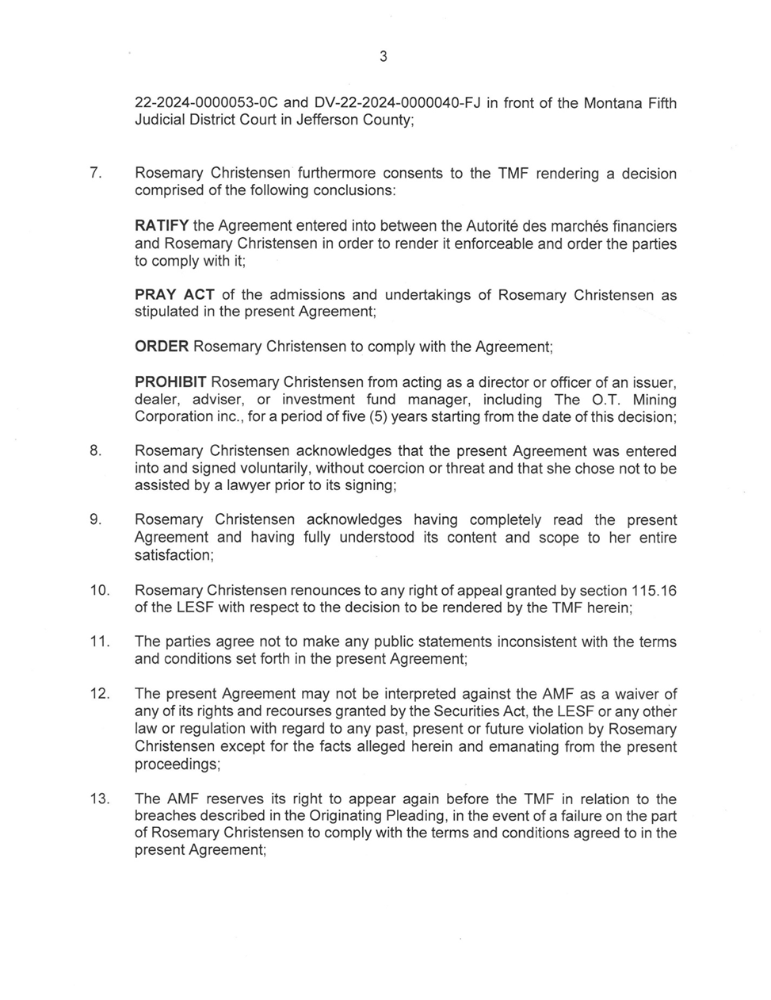 3
22-2024-0000053-0C and DV-22-2024-0000040-FJ in front of the Montana Fifth
Judicial District Court in Jefferson County;
7. Rosemary Christensen furthermore consents to the TMF rendering a decision
comprised of the following conclusions:
RATIFY the Agreement entered into between the Autorité des marchés financiers
and Rosemary Christensen in order to render it enforceable and order the parties
to comply with it;
PRAY ACT of the admissions and undertakings of Rosemary Christensen as
stipulated in the present Agreement;
ORDER Rosemary Christensen to comply with the Agreement;
PROHIBIT Rosemary Christensen from acting as a director or officer of an issuer,
dealer, adviser, or investment fund manager, including The O.T. Mining
Corporation inc., for a period of five (5) years starting from the date of this decision;
8. Rosemary Christensen acknowledges that the present Agreement was entered
into and signed voluntarily, without coercion or threat and that she chose not to be
assisted by a lawyer prior to its signing;
9. Rosemary Christensen acknowledges having completely read the present
Agreement and having fully understood its content and scope to her entire
satisfaction;
10. Rosemary Christensen renounces to any right of appeal granted by section 115.16
of the LESF with respect to the decision to be rendered by the TMF herein;
11. The parties agree not to make any public statements inconsistent with the terms
and conditions set forth in the present Agreement;
12. The present Agreement may not be interpreted against the AMF as a waiver of
any of its rights and recourses granted by the Securities Act, the LESF or any other
law or regulation with regard to any past, present or future violation by Rosemary
Christensen except for the facts alleged herein and emanating from the present
proceedings;
13. The AMF reserves its right to appear again before the TMF in relation to the
breaches described in the Originating Pleading, in the event of a failure on the part
of Rosemary Christensen to comply with the terms and conditions agreed to in the
present Agreement;